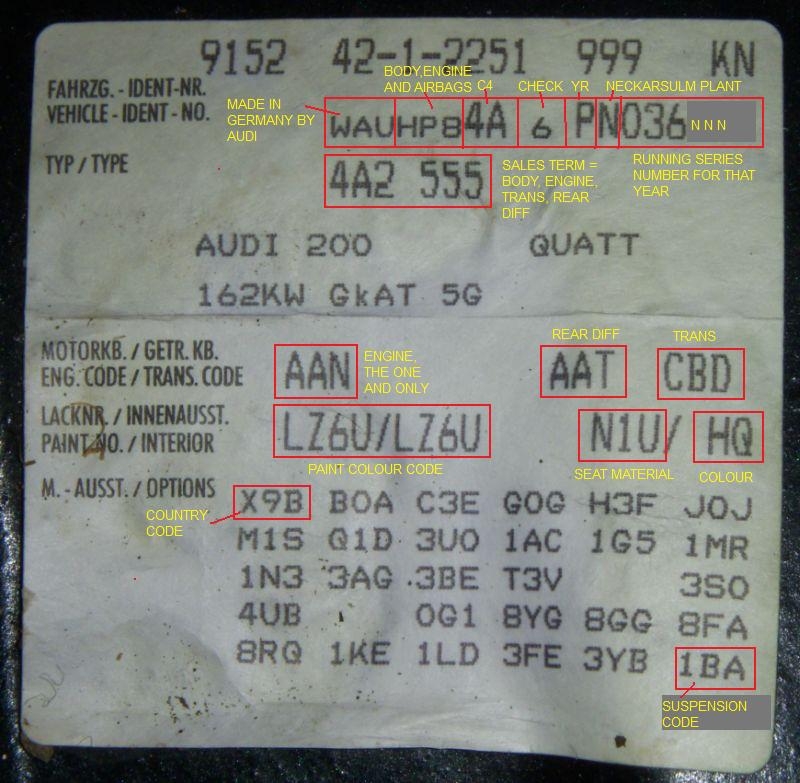 9152 42-1-2251 999 KN
BODY,ENGINE
AND AIRBAGS C4 CHECK YR NECKARSULM PLANT
FAHRZG. - IDENT-NR.
VEHICLE - IDENT - NO.
MADE IN
GERMANY BY
AUDI
WAUHP84A 6 PN036 N N N
TYP / TYPE
4A2 555
SALES TERM =
BODY, ENGINE,
TRANS, REAR
DIFF
RUNNING SERIES
NUMBER FOR THAT
YEAR
AUDI 200 QUATT
162KW GkAT 5G
REAR DIFF TRANS
MOTORKB. / GETR. KB.
ENG. CODE / TRANS. CODE
AAN
ENGINE,
THE ONE
AND ONLY
AAT CBD
LACKNR. / INNENAUSST.
PAINT.NO. / INTERIOR
LZ6U/LZ6U N1U/ HQ
PAINT COLOUR CODE SEAT MATERIAL COLOUR
M. - AUSST. / OPTIONS
COUNTRY
CODE
X9B B0A C3E G0G H3F J0J
M1S Q1D 3U0 1AC 1G5 1MR
1N3 3AG 3BE T3V 3S0
4UB 0G1 8YG 8GG 8FA
8RQ 1KE 1LD 3FE 3YB 1BA
SUSPENSION
CODE